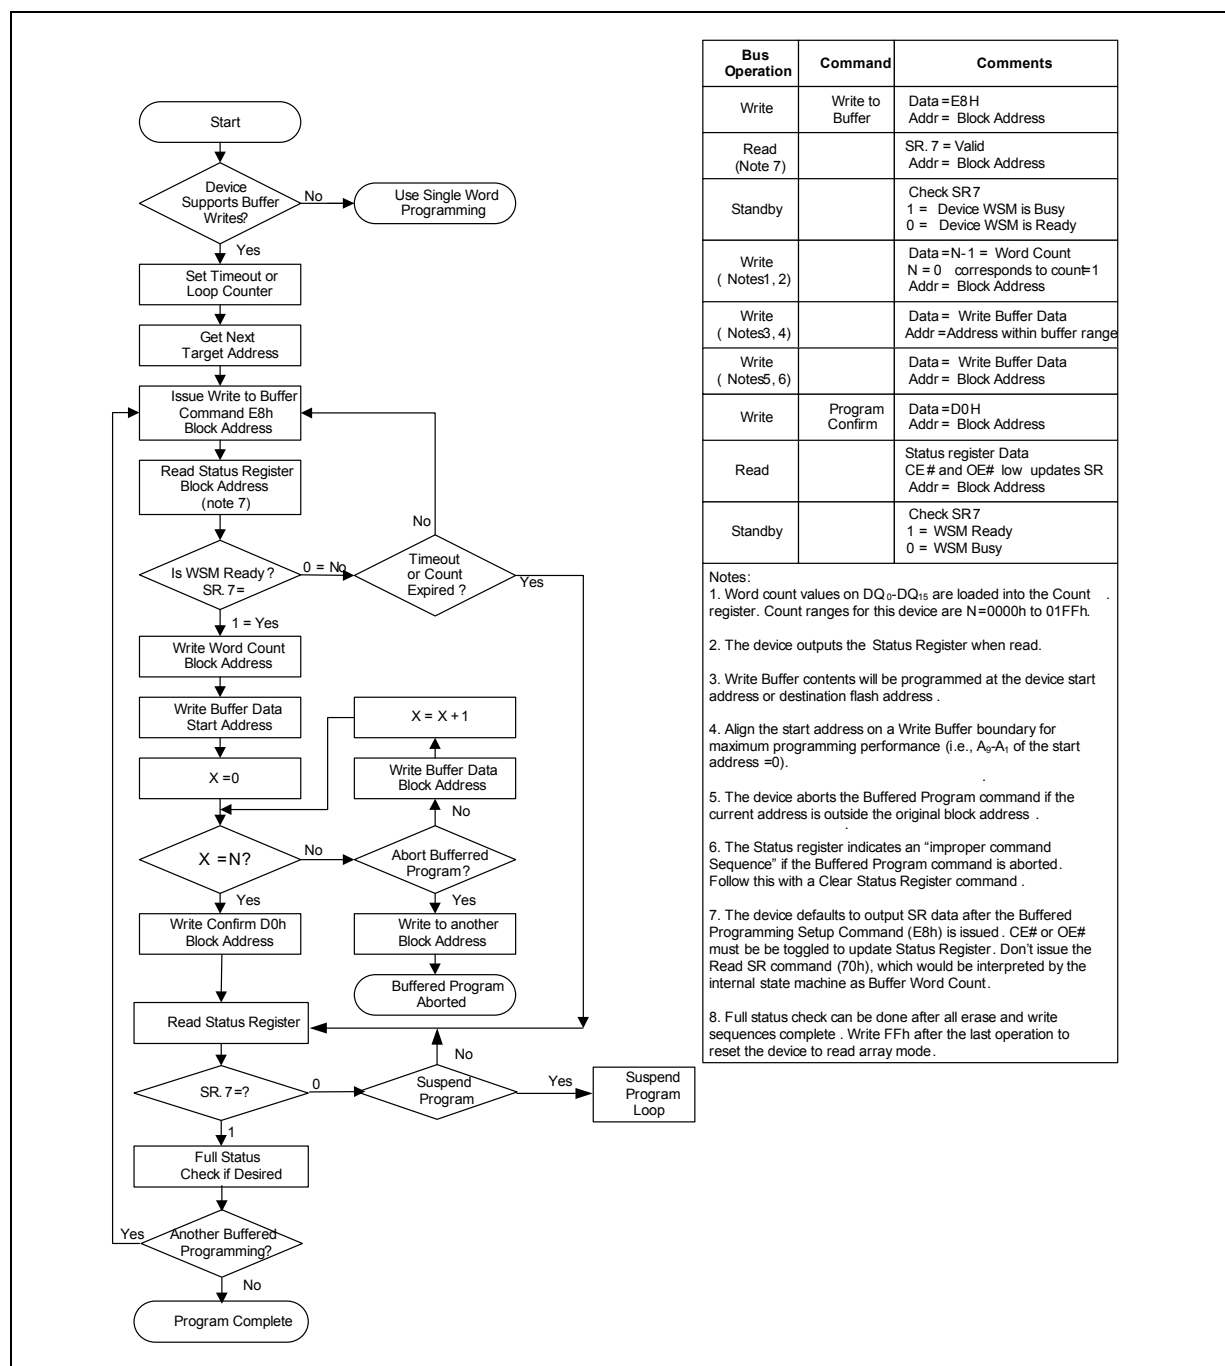 Start
Device
Supports Buffer
Writes?
No
Use Single Word
Programming
Yes
Set Timeout or
Loop Counter
Get Next
Target Address
Issue Write to Buffer
Command E8h
Block Address
Read Status Register
Block Address
(note 7)
No
Is WSM Ready ?
SR. 7 =
0 = No
Timeout
or Count
Expired ?
Yes
1 = Yes
Write Word Count
Block Address
Write Buffer Data
Start Address
X = X + 1
X =0
Write Buffer Data
Block Address
No
X = N?
No
Abort Bufferred
Program ?
Yes
Yes
Write Confirm D0h
Block Address
Write to another
Block Address
Buffered Program
Aborted
Read Status Register
No
SR. 7 =?
0
Suspend
Program
Yes
Suspend
Program
Loop
1
Full Status
Check if Desired
Yes
Another Buffered
Programming?
No
Program Complete
Bus
Operation
Command
Comments
Write
Write to
Buffer
Data =E8H
Addr = Block Address
Read
(Note 7)
SR. 7 = Valid
Addr = Block Address
Standby
Check SR7
1 = Device WSM is Busy
0 = Device WSM is Ready
Write
( Notes1, 2)
Data =N-1 = Word Count
N = 0 corresponds to count=1
Addr = Block Address
Write
( Notes3, 4)
Data = Write Buffer Data
Addr =Address within buffer range
Write
( Notes5, 6)
Data = Write Buffer Data
Addr = Block Address
Write
Program
Confirm
Data =D0H
Addr = Block Address
Read
Status register Data
CE# and OE# low updates SR
Addr = Block Address
Standby
Check SR7
1 = WSM Ready
0 = WSM Busy
Notes:
1. Word count values on DQ0-DQ15 are loaded into the Count .
register. Count ranges for this device are N=0000h to 01FFh.
2. The device outputs the Status Register when read.
3. Write Buffer contents will be programmed at the device start
address or destination flash address .
4. Align the start address on a Write Buffer boundary for
maximum programming performance (i.e., A9-A1 of the start
address =0).
5. The device aborts the Buffered Program command if the
current address is outside the original block address .
6. The Status register indicates an “improper command
Sequence” if the Buffered Program command is aborted.
Follow this with a Clear Status Register command .
7. The device defaults to output SR data after the Buffered
Programming Setup Command (E8h) is issued . CE# or OE#
must be be toggled to update Status Register . Don’t issue the
Read SR command (70h), which would be interpreted by the
internal state machine as Buffer Word Count.
8. Full status check can be done after all erase and write
sequences complete . Write FFh after the last operation to
reset the device to read array mode .